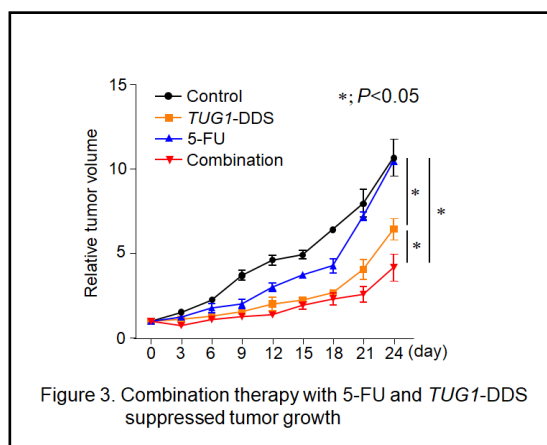 15
Control
TUG1-DDS
5-FU
Combination
*; P<0.05
10
*
*
*
5
0
Relative tumor volume
0 3 6 9 12 15 18 21 24 (day)
Figure 3. Combination therapy with 5-FU and TUG1-DDS
suppressed tumor growth